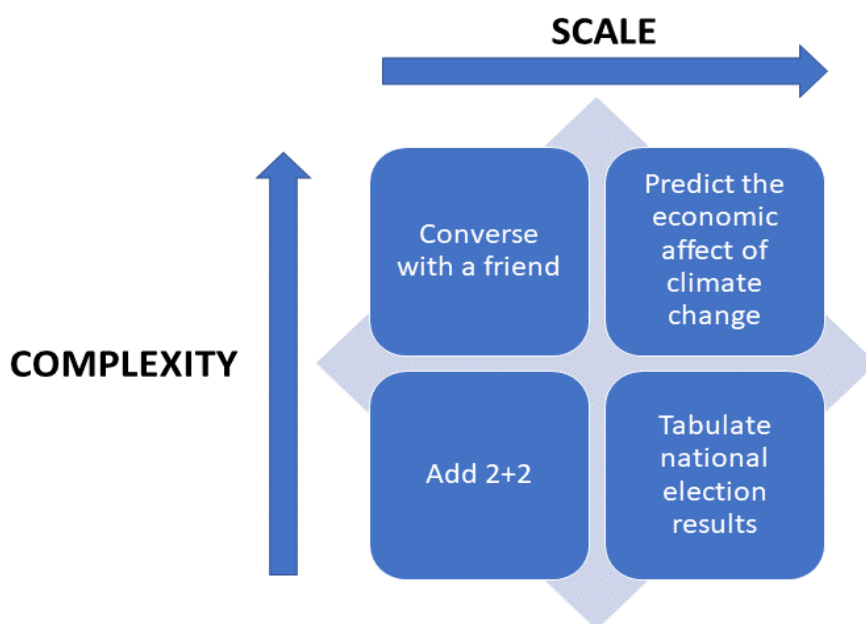 SCALE
COMPLEXITY
Converse
with a friend
Predict the
economic
affect of
climate
change
Add 2+2
Tabulate
national
election
results